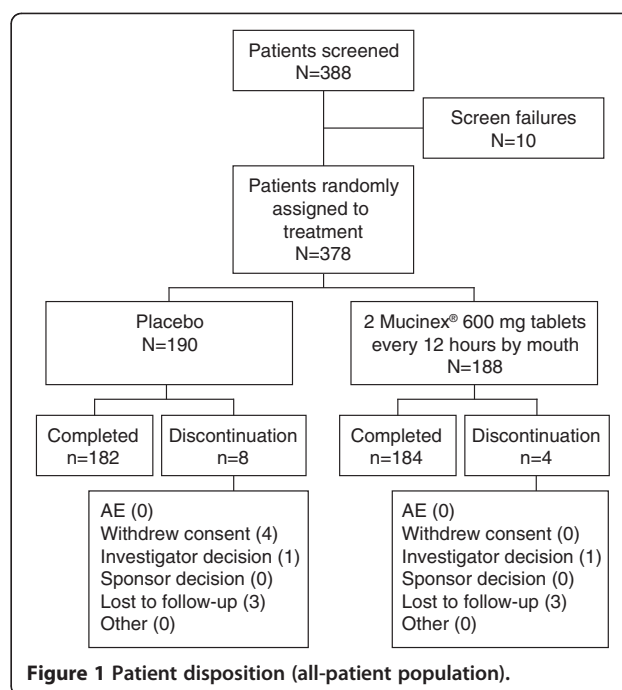 Patients screened
N=388
Screen failures
N=10
Patients randomly
assigned to
treatment
N=378
Placebo
N=190
2 Mucinex® 600 mg tablets
every 12 hours by mouth
N=188
Completed
n=182
Discontinuation
n=8
Completed
n=184
Discontinuation
n=4
AE (0)
Withdrew consent (4)
Investigator decision (1)
Sponsor decision (0)
Lost to follow-up (3)
Other (0)
AE (0)
Withdrew consent (0)
Investigator decision (1)
Sponsor decision (0)
Lost to follow-up (3)
Other (0)
Figure 1 Patient disposition (all-patient population).